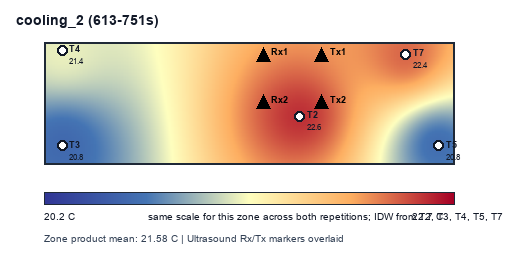 cooling_2 (613-751s)
T4
21.4
Rx1
Tx1
T7
22.4
Rx2
Tx2
T2
22.6
T3
20.8
T5
20.8
20.2 C
same scale for this zone across both repetitions; IDW from T2, T3, T4, T5, T7
Zone product mean: 21.58 C | Ultrasound Rx/Tx markers overlaid